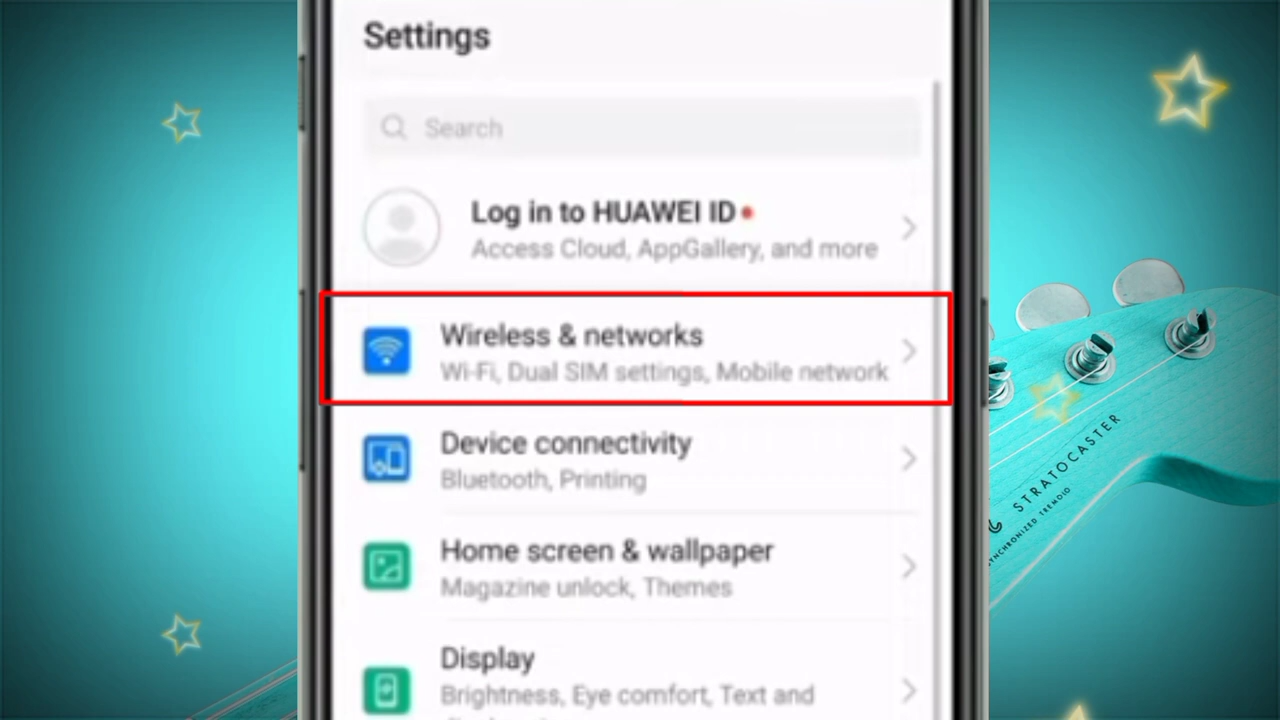 Settings
Search
Log in to HUAWEI ID
Access Cloud, AppGallery, and more
Wireless & networks
Wi-Fi, Dual SIM settings, Mobile network
Device connectivity
Bluetooth, Printing
Home screen & wallpaper
Magazine unlock, Themes
Display
Brightness, Eye comfort, Text and
STRATOCASTER
SYNCHRONIZED TREMOLO